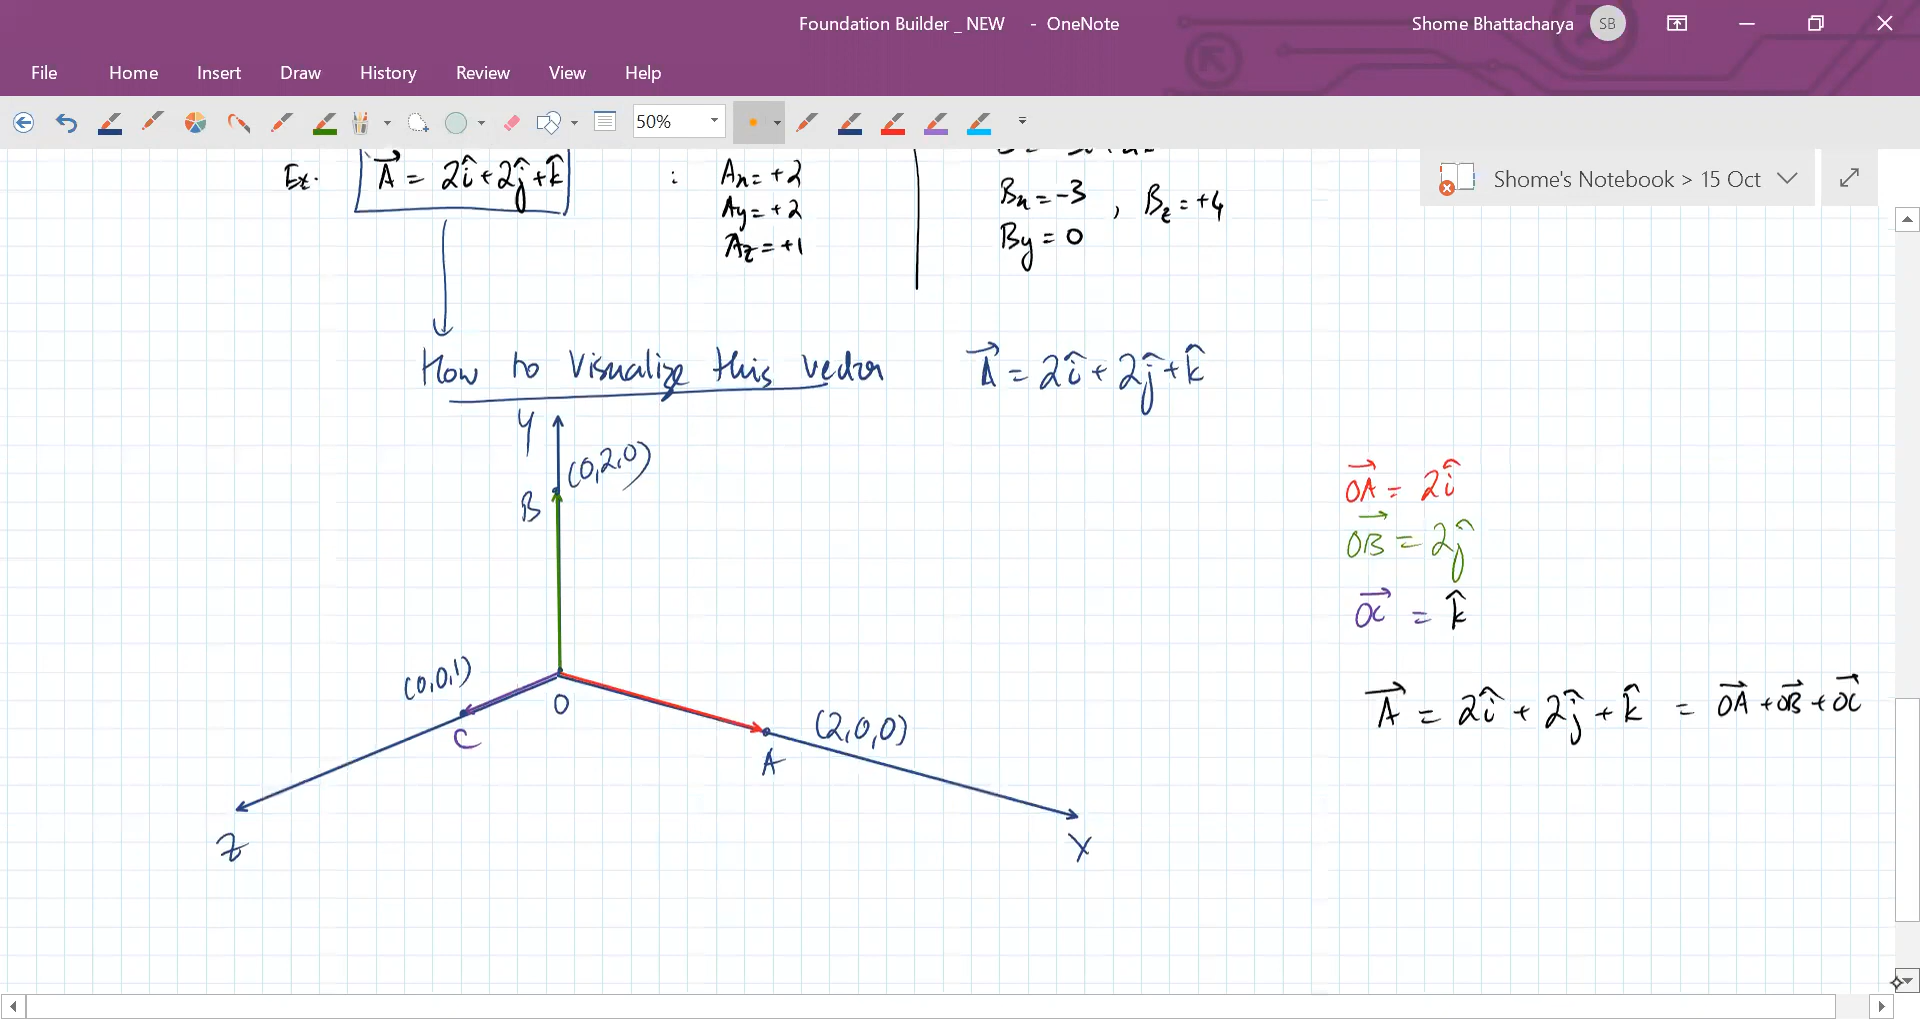 Foundation Builder _ NEW - OneNote
Shome Bhattacharya SB
File Home Insert Draw History Review View Help
50%
Shome's Notebook > 15 Oct
Ex. A⃗ = 2î+2ĵ+k̂ :
Ax = +2
Ay = +2
Az = +1
Bx = -3 , Bz = +4
By = 0
How to Visualize this vector A⃗ = 2î + 2ĵ + k̂
Y
(0,2,0)
B
(0,0,1)
O
C
(2,0,0)
A
Z
X
OA⃗ = 2î
OB⃗ = 2ĵ
OC⃗ = k̂
A⃗ = 2î + 2ĵ + k̂ = OA⃗ + OB⃗ + OC⃗